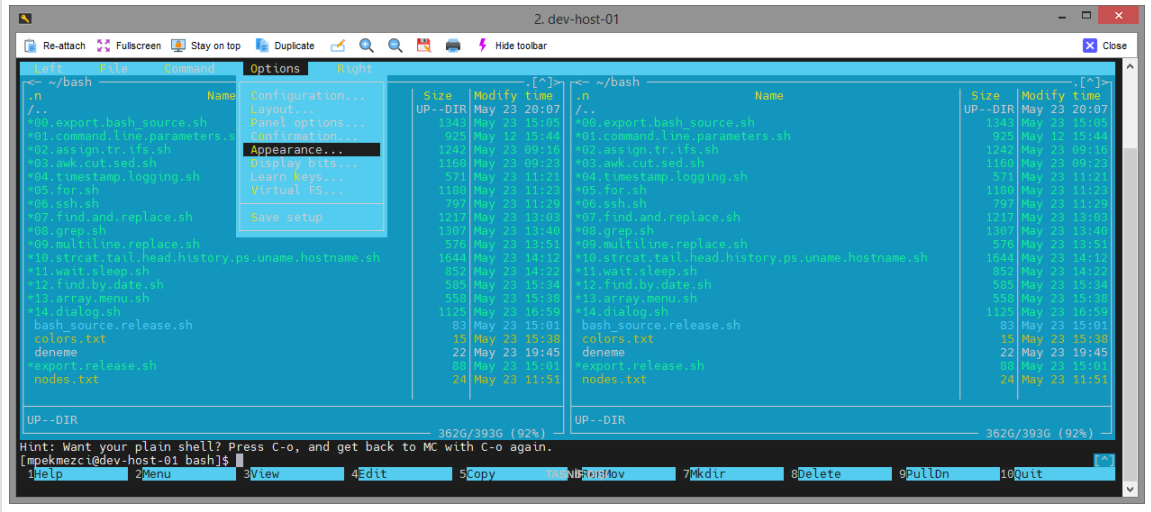 2. dev-host-01
Re-attach Fullscreen Stay on top Duplicate Hide toolbar Close
Left File Command Options Right
<- ~/bash .[^]> <- ~/bash .[^]>
.n Name Configuration... Size Modify time .n Name Size Modify time
/.. Layout... UP--DIR May 23 20:07 /.. UP--DIR May 23 20:07
*00.export.bash_source.sh Panel options... 1343 May 23 15:05 *00.export.bash_source.sh 1343 May 23 15:05
*01.command.line.parameters.s Confirmation... 925 May 12 15:44 *01.command.line.parameters.sh 925 May 12 15:44
*02.assign.tr.ifs.sh Appearance... 1242 May 23 09:16 *02.assign.tr.ifs.sh 1242 May 23 09:16
*03.awk.cut.sed.sh Display bits... 1160 May 23 09:23 *03.awk.cut.sed.sh 1160 May 23 09:23
*04.timestamp.logging.sh Learn keys... 571 May 23 11:21 *04.timestamp.logging.sh 571 May 23 11:21
*05.for.sh Virtual FS... 1180 May 23 11:23 *05.for.sh 1180 May 23 11:23
*06.ssh.sh 797 May 23 11:29 *06.ssh.sh 797 May 23 11:29
*07.find.and.replace.sh Save setup 1217 May 23 13:03 *07.find.and.replace.sh 1217 May 23 13:03
*08.grep.sh 1307 May 23 13:40 *08.grep.sh 1307 May 23 13:40
*09.multiline.replace.sh 576 May 23 13:51 *09.multiline.replace.sh 576 May 23 13:51
*10.strcat.tail.head.history.ps.uname.hostname.sh 1644 May 23 14:12 *10.strcat.tail.head.history.ps.uname.hostname.sh 1644 May 23 14:12
*11.wait.sleep.sh 852 May 23 14:22 *11.wait.sleep.sh 852 May 23 14:22
*12.find.by.date.sh 585 May 23 15:34 *12.find.by.date.sh 585 May 23 15:34
*13.array.menu.sh 558 May 23 15:38 *13.array.menu.sh 558 May 23 15:38
*14.dialog.sh 1125 May 23 16:59 *14.dialog.sh 1125 May 23 16:59
bash_source.release.sh 83 May 23 15:01 bash_source.release.sh 83 May 23 15:01
colors.txt 15 May 23 15:38 colors.txt 15 May 23 15:38
deneme 22 May 23 19:45 deneme 22 May 23 19:45
*export.release.sh 88 May 23 15:01 *export.release.sh 88 May 23 15:01
nodes.txt 24 May 23 11:51 nodes.txt 24 May 23 11:51
UP--DIR UP--DIR
362G/393G (92%) 362G/393G (92%)
Hint: Want your plain shell? Press C-o, and get back to MC with C-o again.
[mpekmezci@dev-host-01 bash]$ [^]
1Help 2Menu 3View 4Edit 5Copy 7Mkdir 8Delete 9PullDn 10Quit